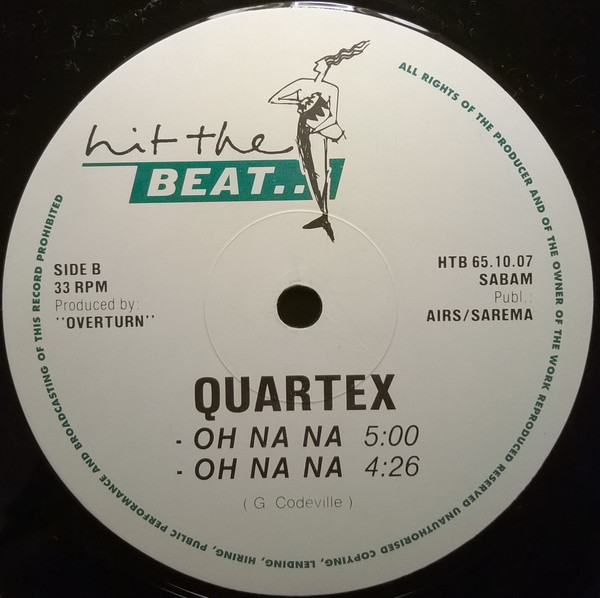 hit the
BEAT...
SIDE B
33 RPM
Produced by:
"OVERTURN"
HTB 65.10.07
SABAM
Publ.:
AIRS/SAREMA
QUARTEX
- OH NA NA 5:00
- OH NA NA 4:26
( G. Codeville )
ALL RIGHTS OF THE PRODUCER AND OF THE OWNER OF THE WORK REPRODUCED RESERVED UNAUTHORISED COPYING, LENDING, HIRING, PUBLIC PERFORMANCE AND BROADCASTING OF THIS RECORD PROHIBITED